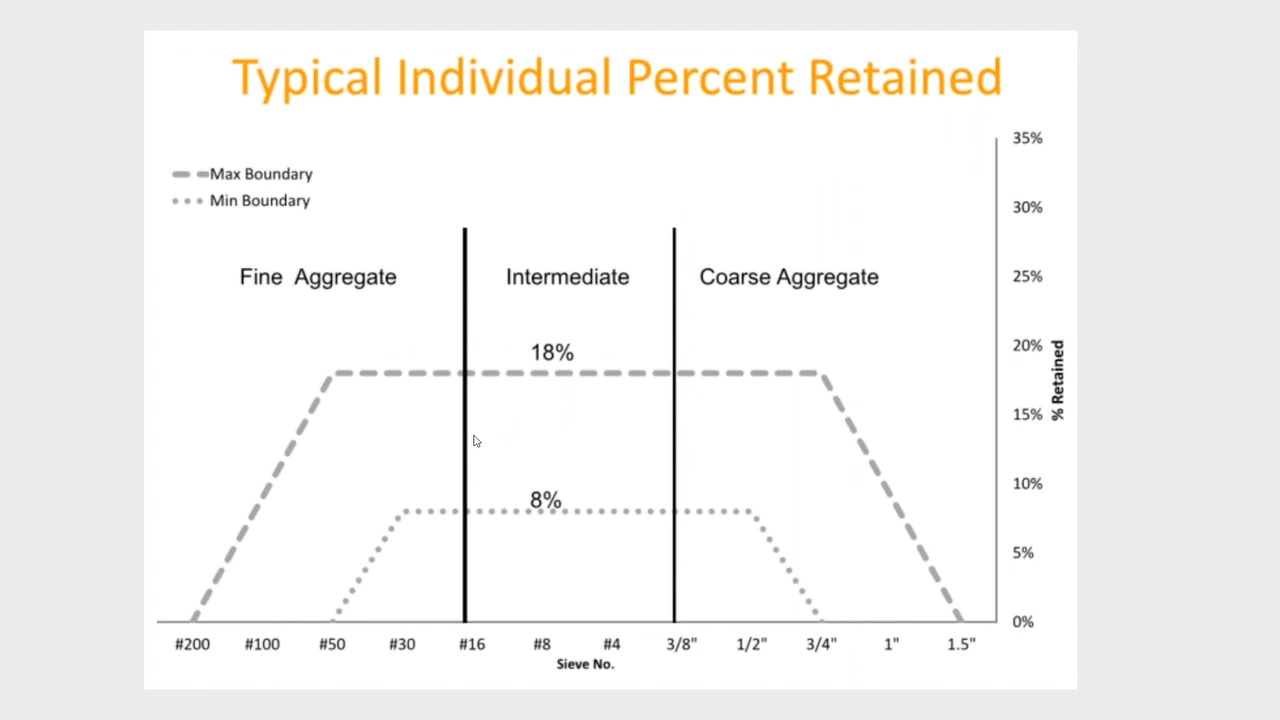 Typical Individual Percent Retained
35%
Max Boundary
Min Boundary
30%
Fine Aggregate
Intermediate
Coarse Aggregate
25%
18%
20%
% Retained
15%
10%
8%
5%
0%
#200 #100 #50 #30 #16 #8 #4 3/8" 1/2" 3/4" 1" 1.5"
Sieve No.